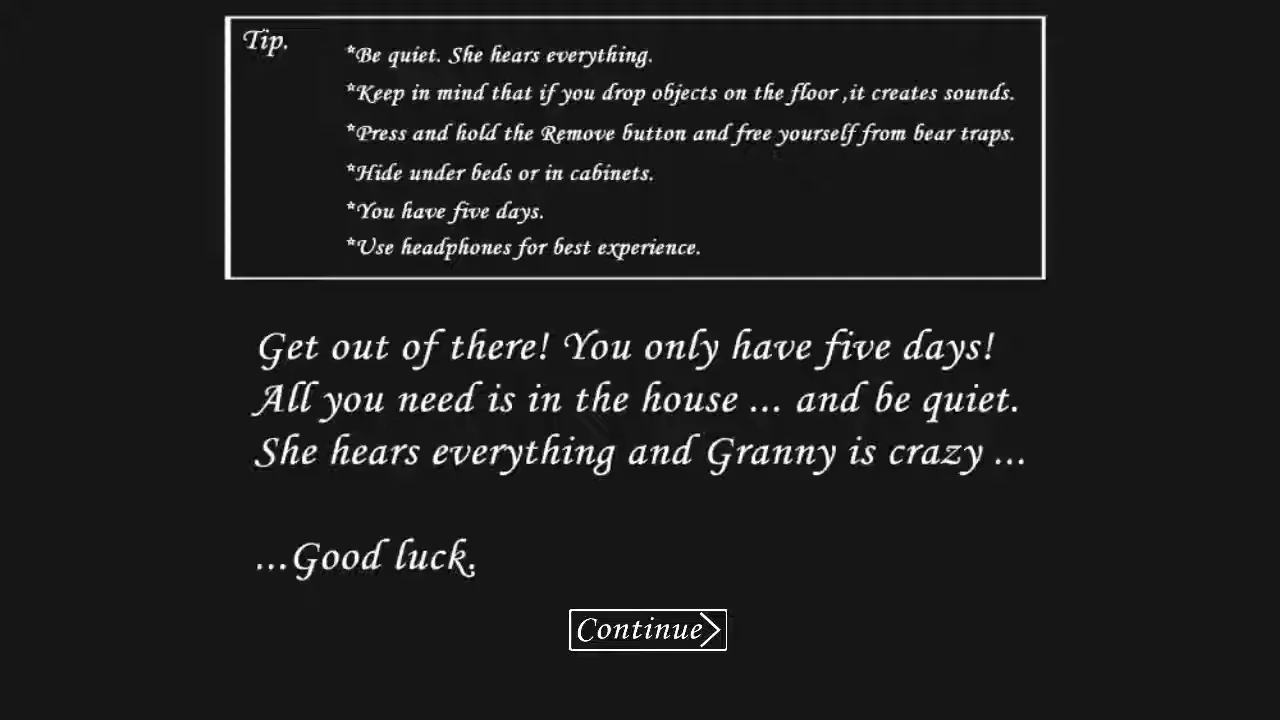 Tip.
*Be quiet. She hears everything.
*Keep in mind that if you drop objects on the floor ,it creates sounds.
*Press and hold the Remove button and free yourself from bear traps.
*Hide under beds or in cabinets.
*You have five days.
*Use headphones for best experience.
Get out of there! You only have five days!
All you need is in the house ... and be quiet.
She hears everything and Granny is crazy ...
...Good luck.
Continue